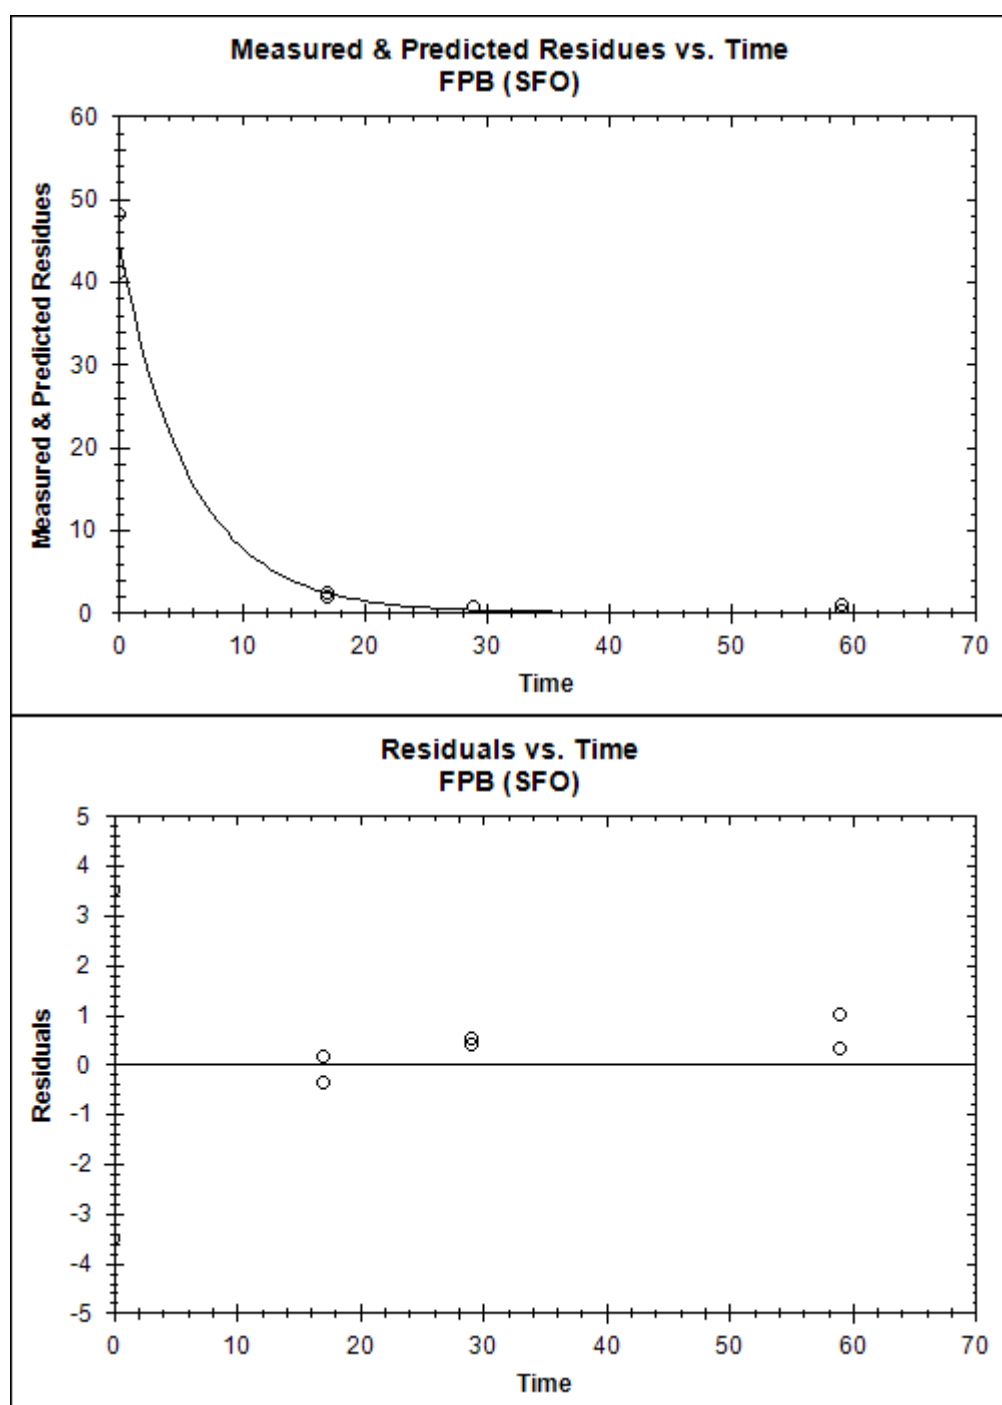 Measured & Predicted Residues vs. Time
FPB (SFO)
Measured & Predicted Residues
60
50
40
30
20
10
0
0 10 20 30 40 50 60 70
Time
Residuals vs. Time
FPB (SFO)
Residuals
5
4
3
2
1
0
-1
-2
-3
-4
-5
0 10 20 30 40 50 60 70
Time